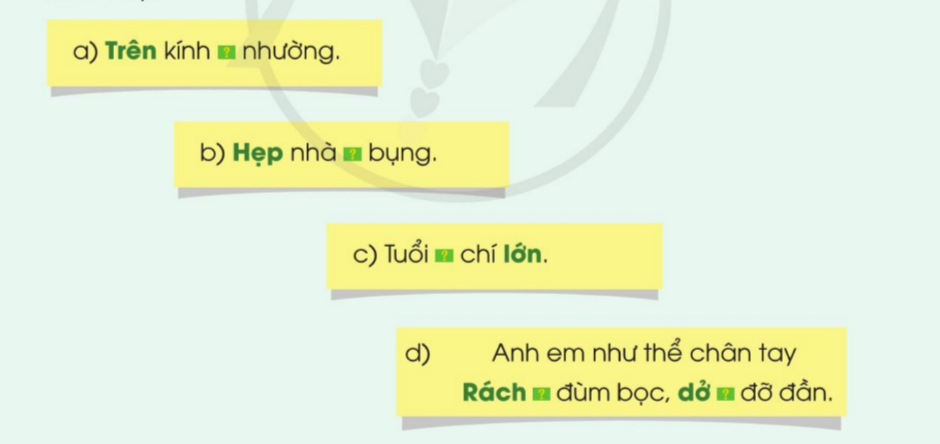 a) Trên kính ? nhường.
b) Hẹp nhà ? bụng.
c) Tuổi ? chí lớn.
d) Anh em như thể chân tay
Rách ? đùm bọc, dở ? đỡ đần.